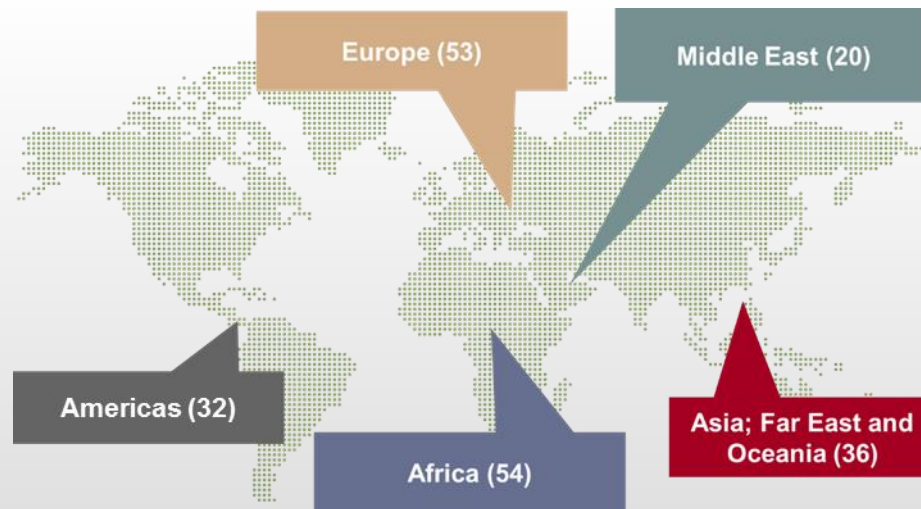 Europe (53)
Middle East (20)
Americas (32)
Africa (54)
Asia; Far East and
Oceania (36)